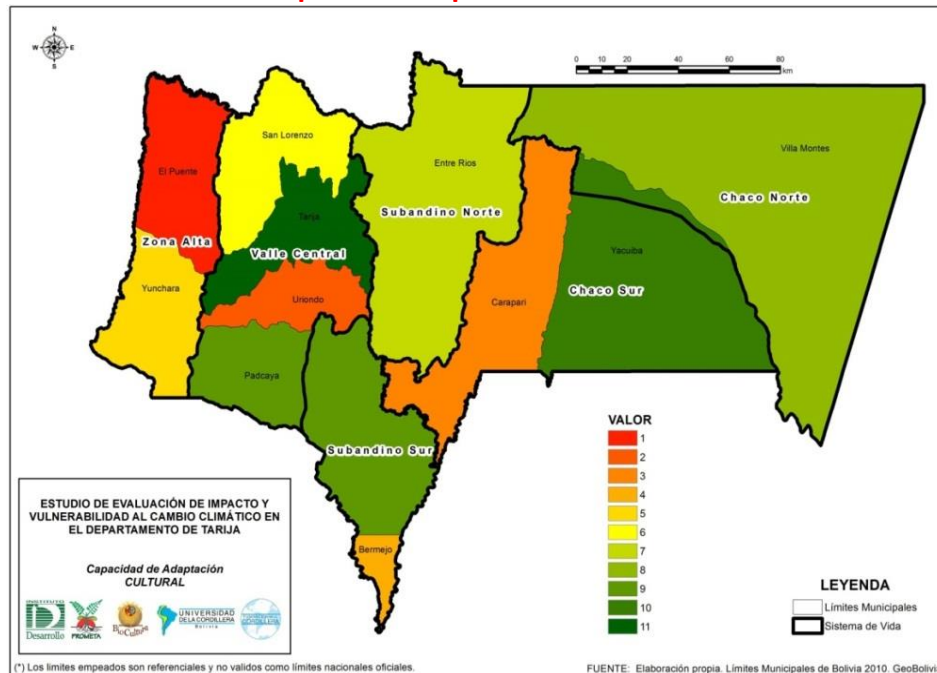 N
W E
S
0 20 40 60 80
km
San Lorenzo
Villa Montes
El Puente
Entre Rios
Chaco Norte
Tarija
Subandino Norte
Zona Alta
Valle Central
Yacuiba
Yunchara
Uriondo
Carapari
Chaco Sur
Padcaya
Subandino Sur
Bermejo
VALOR
1
2
3
4
5
6
7
8
9
10
11
ESTUDIO DE EVALUACIÓN DE IMPACTO Y
VULNERABILIDAD AL CAMBIO CLIMÁTICO EN
EL DEPARTAMENTO DE TARIJA
Capacidad de Adaptación
CULTURAL
Desarrollo
PROMETA
BioCultura
UNIVERSIDAD
DE LA CORDILLERA
Bolivia
LEYENDA
Límites Municipales
Sistema de Vida
(*) Los limites empeados son referenciales y no validos como límites nacionales oficiales.
FUENTE: Elaboración propia. Límites Municipales de Bolivia 2010. GeoBolivi